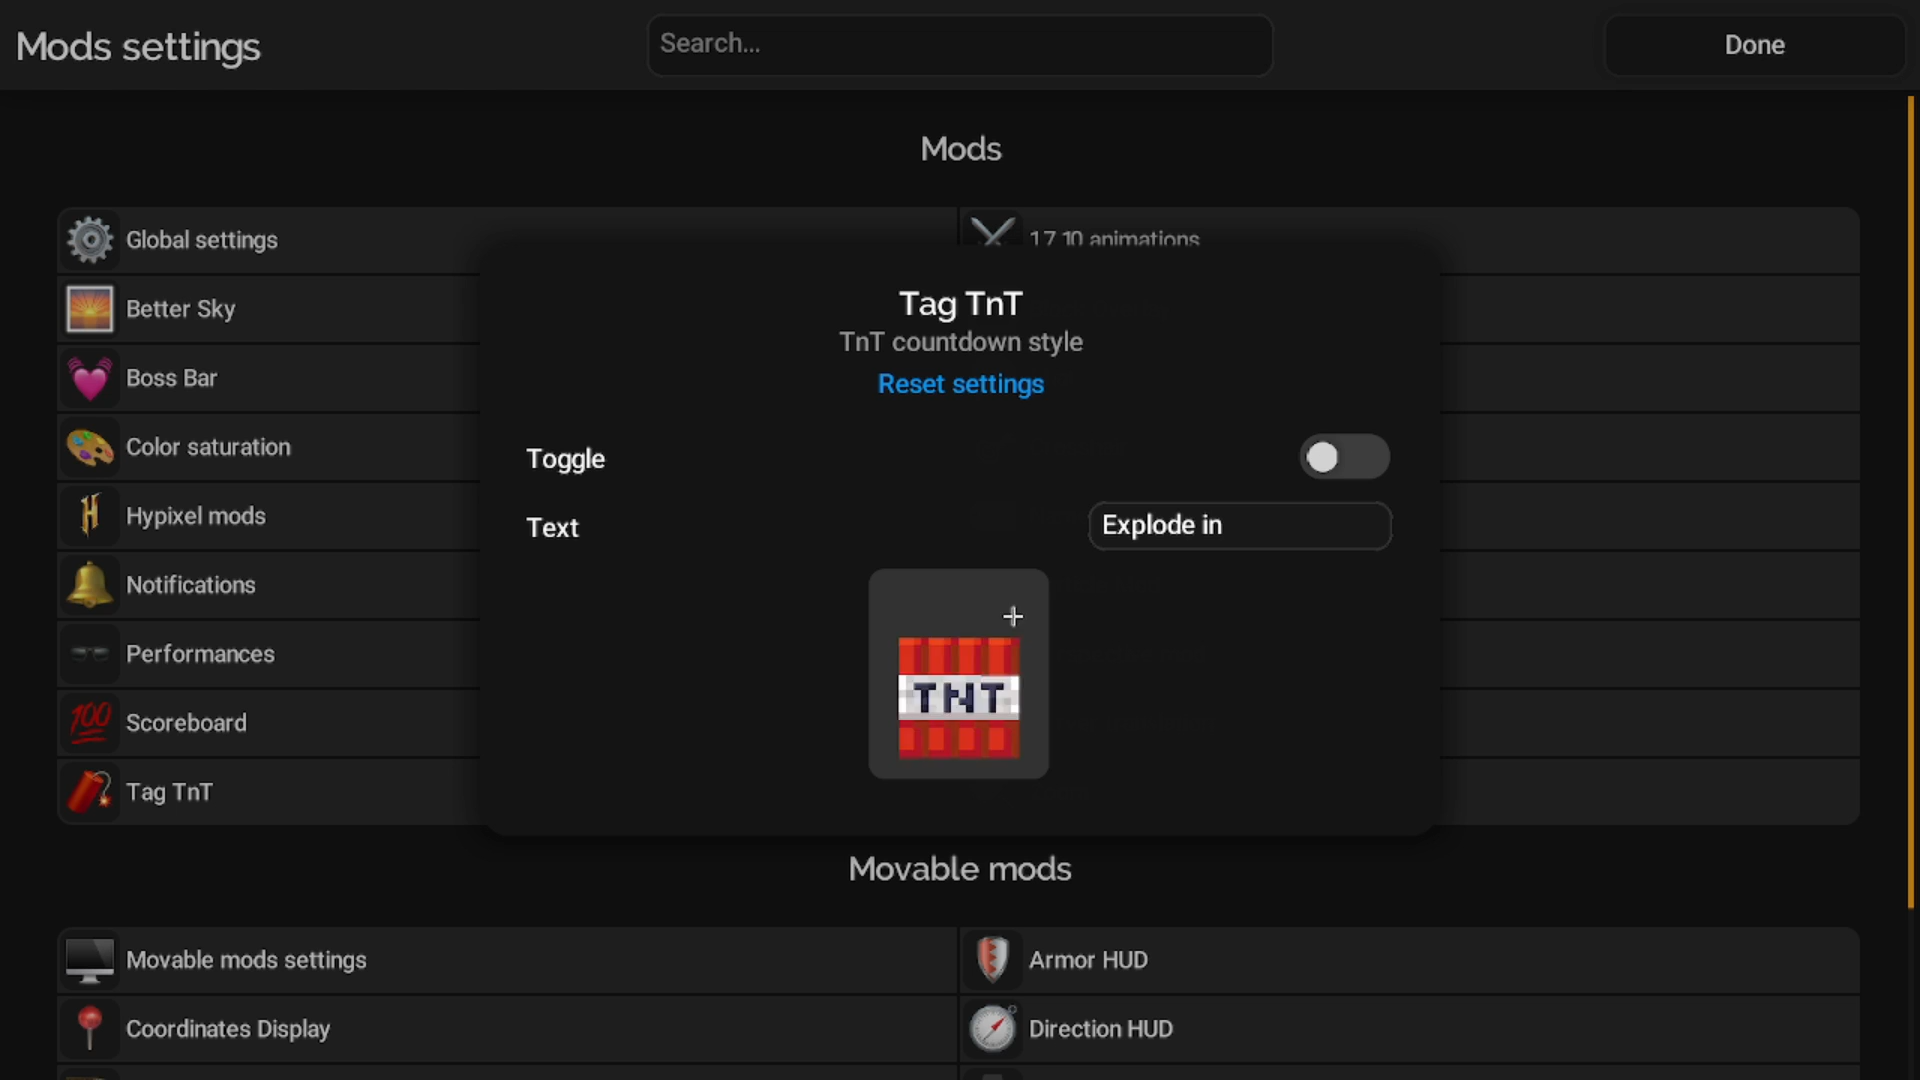 Mods settings
Search...
Done
Mods
Global settings
17 10 animations
Better Sky
Boss Bar
Color saturation
Hypixel mods
Notifications
Performances
Scoreboard
Tag TnT
Tag TnT
TnT countdown style
Reset settings
Toggle
Text
Explode in
TNT
Movable mods
Movable mods settings
Armor HUD
Coordinates Display
Direction HUD